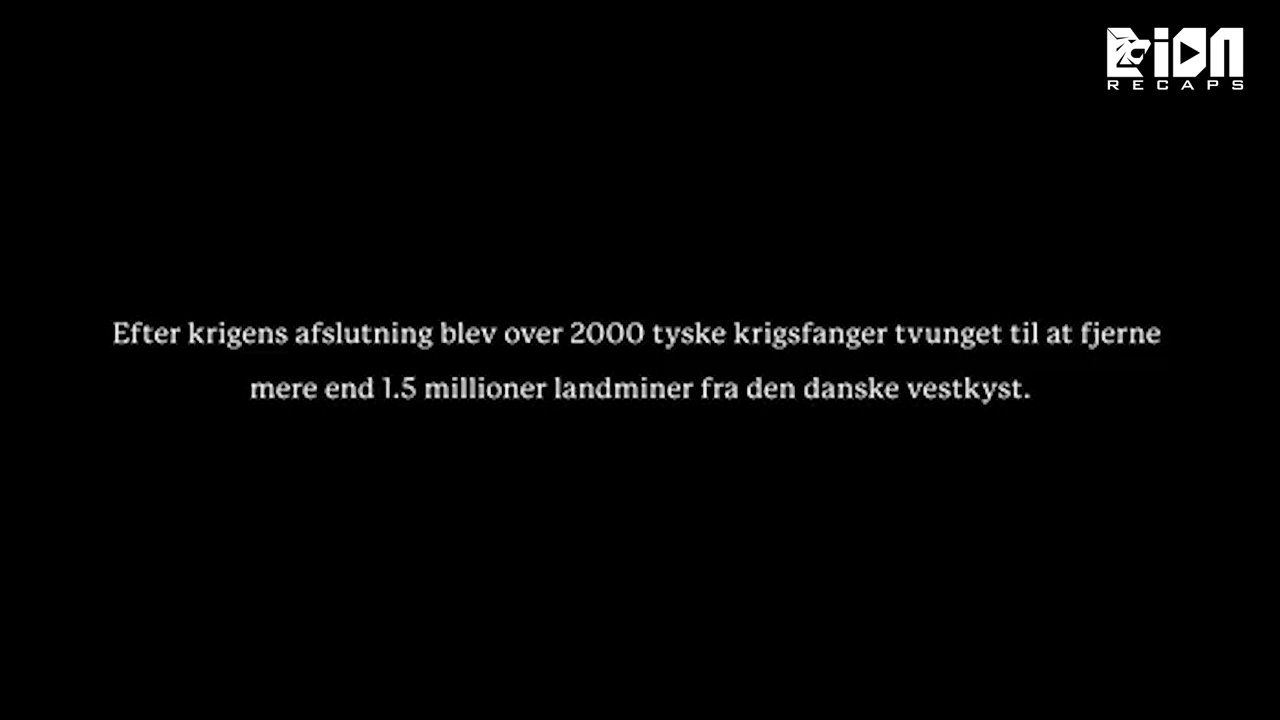 RECAPS
Efter krigens afslutning blev over 2000 tyske krigsfanger tvunget til at fjerne
mere end 1.5 millioner landminer fra den danske vestkyst.